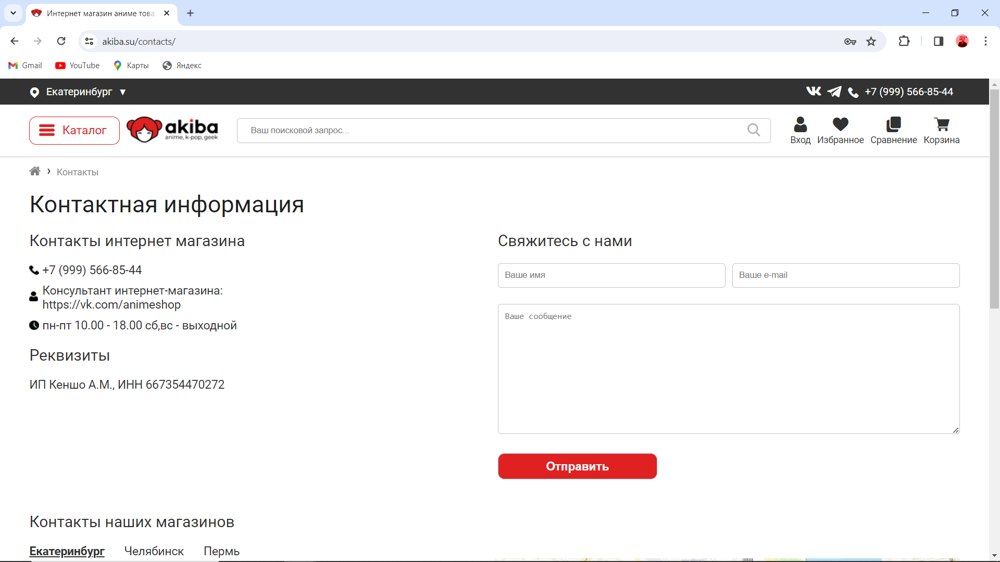 Интернет магазин аниме това
akiba.su/contacts/
Gmail YouTube Карты Яндекс
Екатеринбург ▼ +7 (999) 566-85-44
Каталог akiba Ваш поисковой запрос...
anime, k-pop, geek
Вход Избранное Сравнение Корзина
Контакты
Контактная информация
Контакты интернет магазина
+7 (999) 566-85-44
Консультант интернет-магазина:
https://vk.com/animeshop
пн-пт 10.00 - 18.00 сб,вс - выходной
Реквизиты
ИП Кеншо А.М., ИНН 667354470272
Свяжитесь с нами
Ваше имя Ваше e-mail
Ваше сообщение
Отправить
Контакты наших магазинов
Екатеринбург Челябинск Пермь